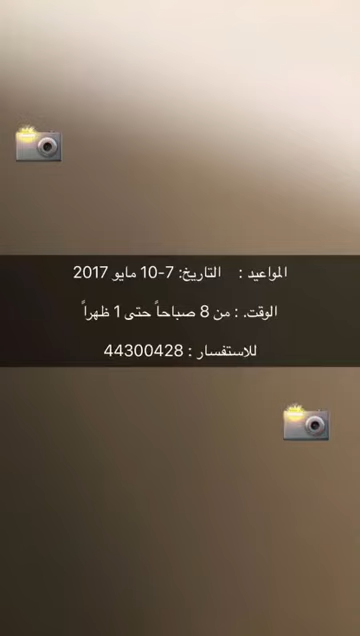 المواعيد : التاريخ: 7-10 مايو 2017
الوقت. : من 8 صباحاً حتى 1 ظهراً
للاستفسار : 44300428